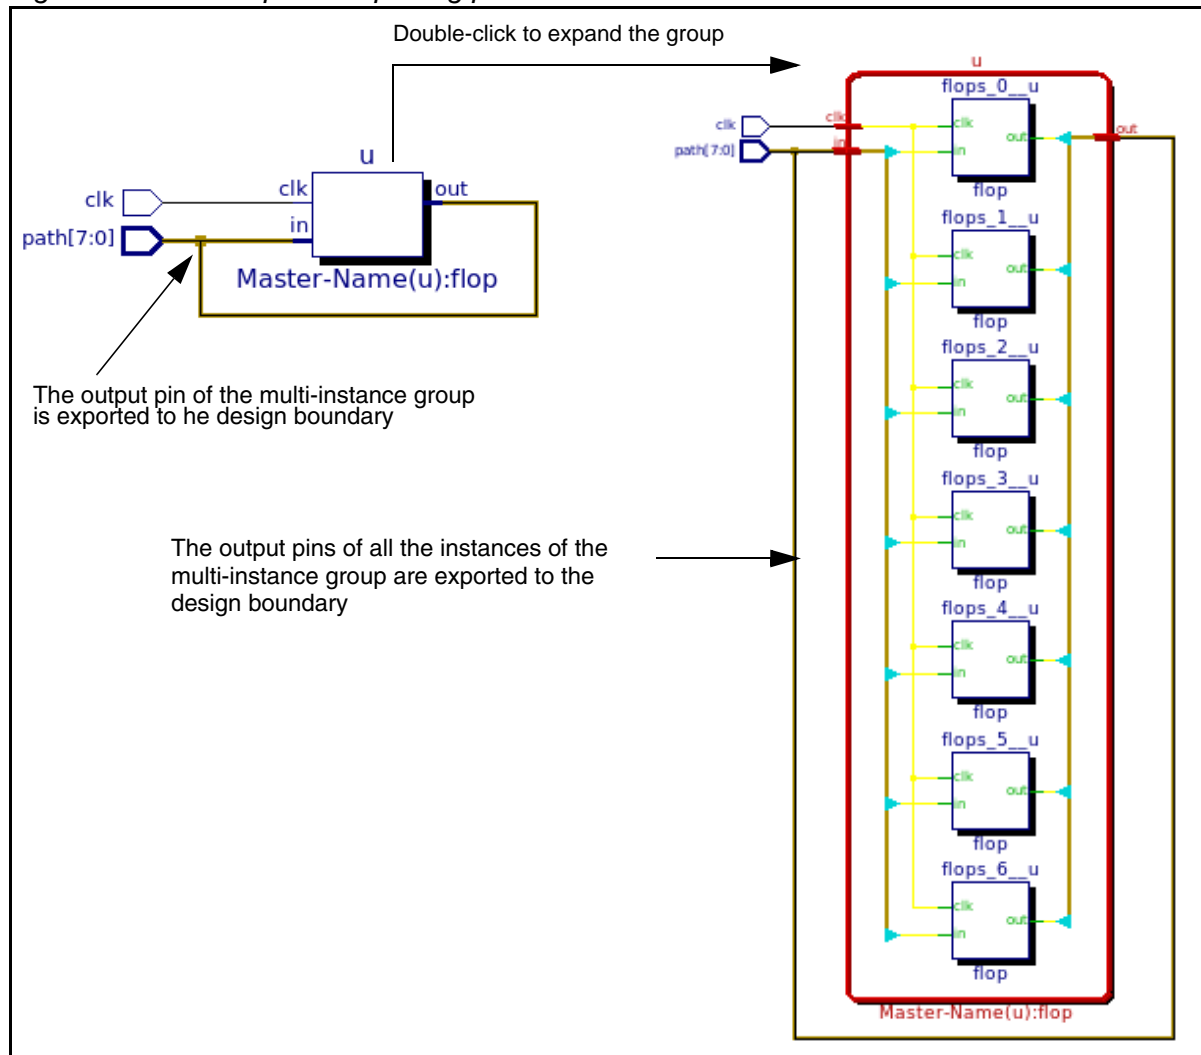 Double-click to expand the group
u
clk
path[7:0]
clk
in
out
Master-Name(u):flop
The output pin of the multi-instance group
is exported to he design boundary
The output pins of all the instances of the
multi-instance group are exported to the
design boundary
u
clk
path[7:0]
clk
in
out
flops_0__u
clk
in
out
flop
flops_1__u
clk
in
out
flop
flops_2__u
clk
in
out
flop
flops_3__u
clk
in
out
flop
flops_4__u
clk
in
out
flop
flops_5__u
clk
in
out
flop
flops_6__u
clk
in
out
flop
Master-Name(u):flop